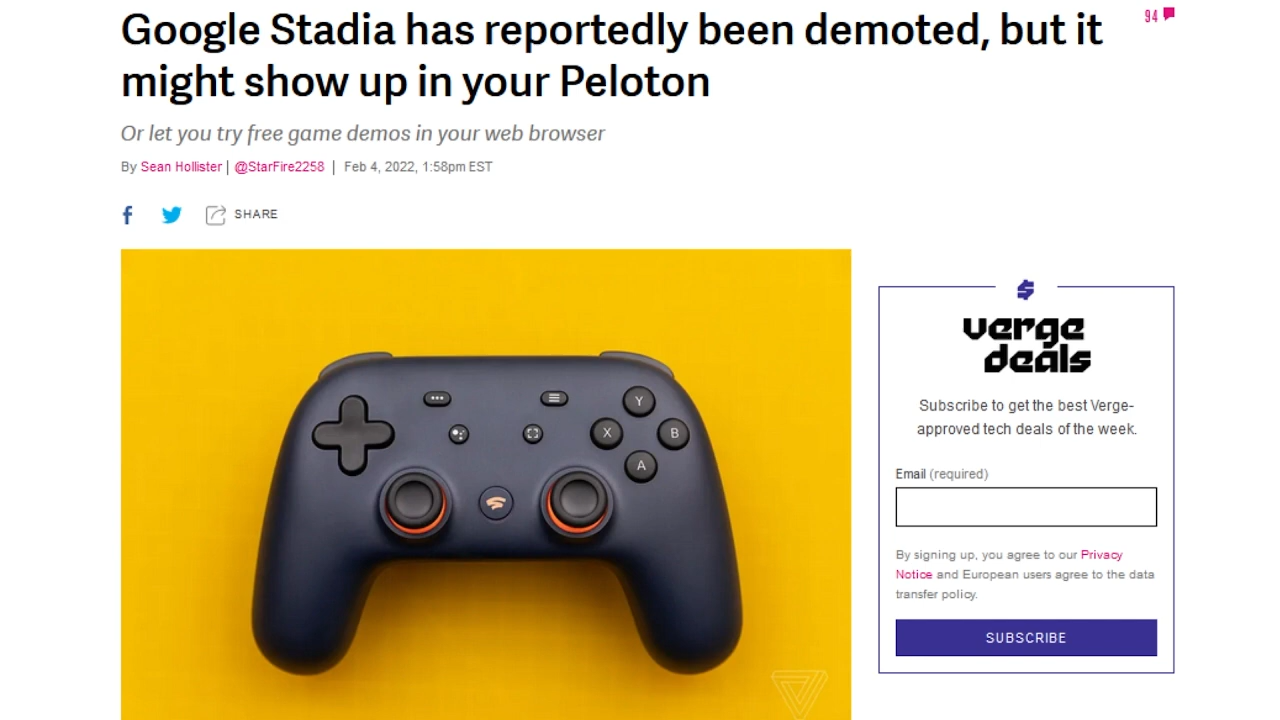 Google Stadia has reportedly been demoted, but it
might show up in your Peloton
94
Or let you try free game demos in your web browser
By Sean Hollister | @StarFire2258 | Feb 4, 2022, 1:58pm EST
SHARE
$
verge
deals
Subscribe to get the best Verge-
approved tech deals of the week.
Email (required)
By signing up, you agree to our Privacy
Notice and European users agree to the data
transfer policy.
SUBSCRIBE
Y
X
B
A